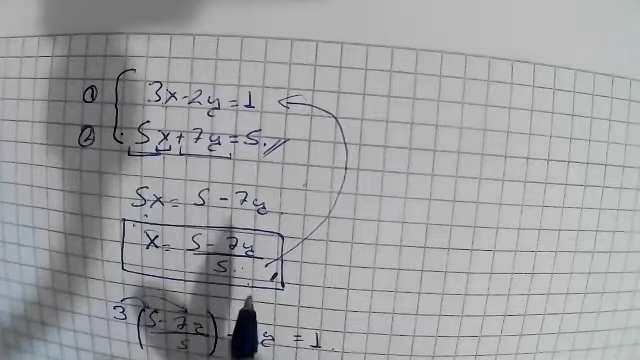 ① 3x-2y=1
② 5x+7y=5
5x= 5-7y
x= 5-7y/5
3(5-7y/5) y = 1